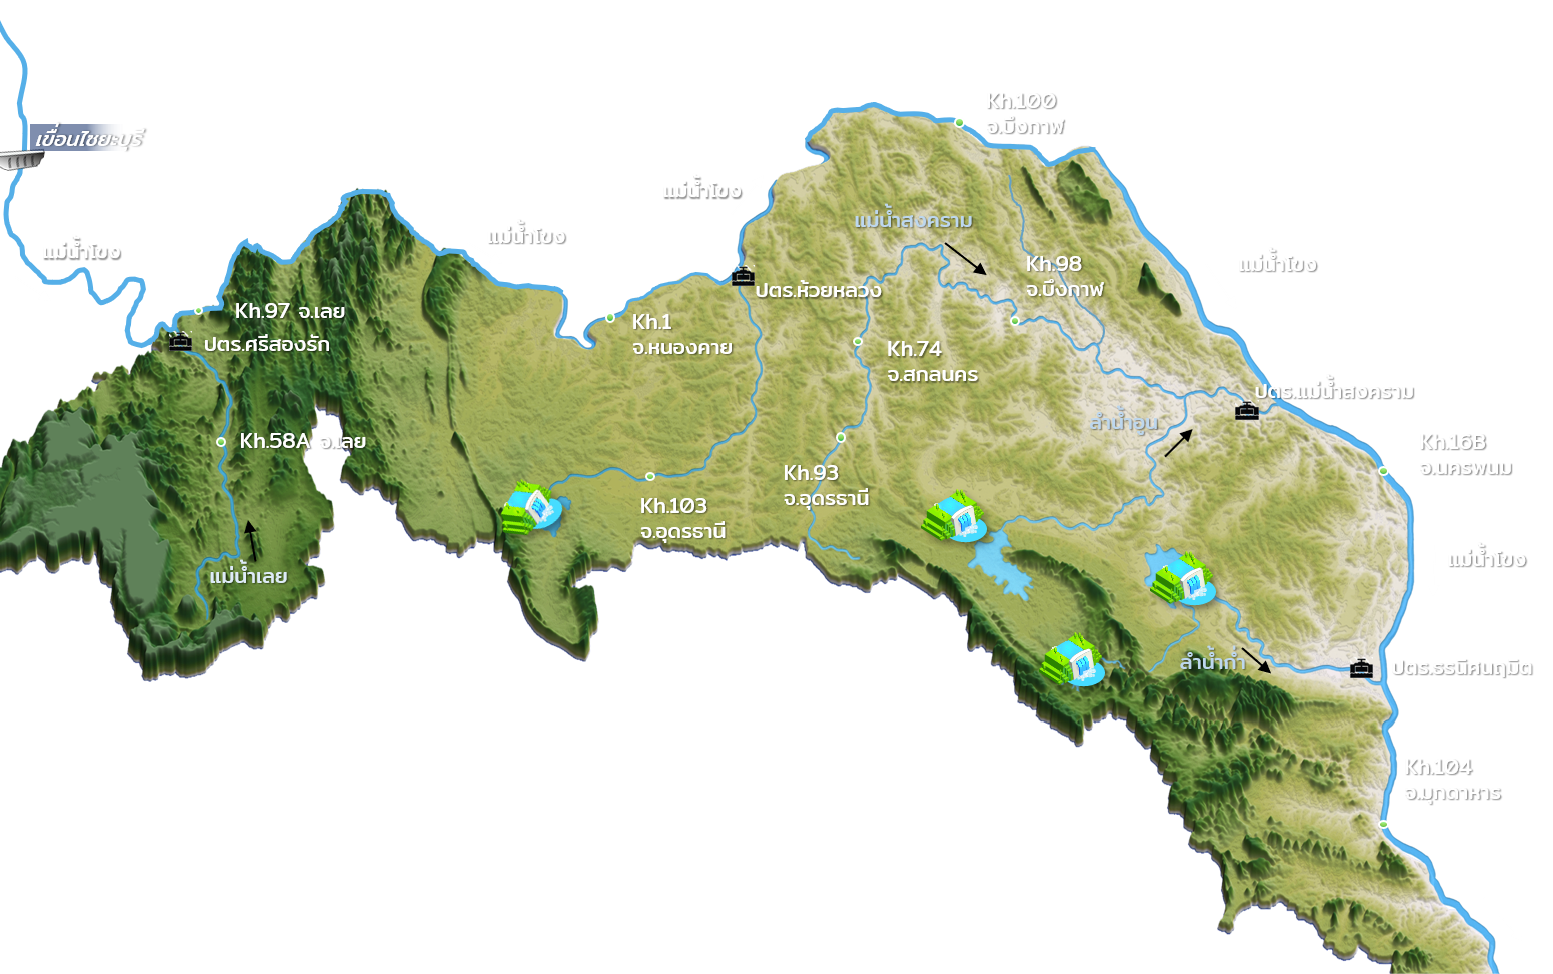 Kh.100
จ.บึงกาฬ
เขื่อนไซยะบุรี
แม่น้ำโขง
แม่น้ำสงคราม
แม่น้ำโขง
แม่น้ำโขง
แม่น้ำโขง
Kh.98
จ.บึงกาฬ
ปตร.ห้วยหลวง
Kh.97 จ.เลย
Kh.1
จ.หนองคาย
ปตร.ศรีสองรัก
Kh.74
จ.สกลนคร
ปตร.แม่น้ำสงคราม
ลำน้ำอูน
Kh.58A จ.เลย
Kh.16B
จ.นครพนม
Kh.93
จ.อุดรธานี
Kh.103
จ.อุดรธานี
แม่น้ำโขง
แม่น้ำเลย
ลำน้ำก่ำ
ปตร.ธรนิศนฤมิต
Kh.104
จ.มุกดาหาร